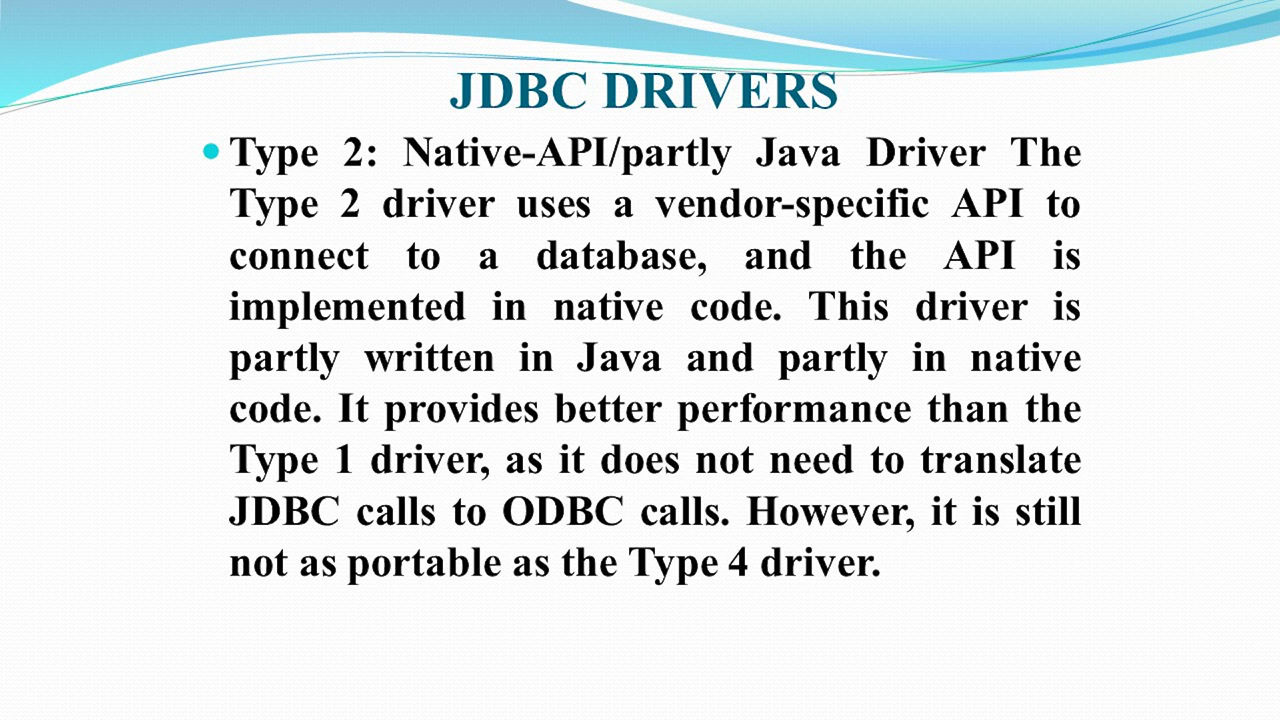 JDBC DRIVERS
Type 2: Native-API/partly Java Driver The
Type 2 driver uses a vendor-specific API to
connect to a database, and the API is
implemented in native code. This driver is
partly written in Java and partly in native
code. It provides better performance than the
Type 1 driver, as it does not need to translate
JDBC calls to ODBC calls. However, it is still
not as portable as the Type 4 driver.